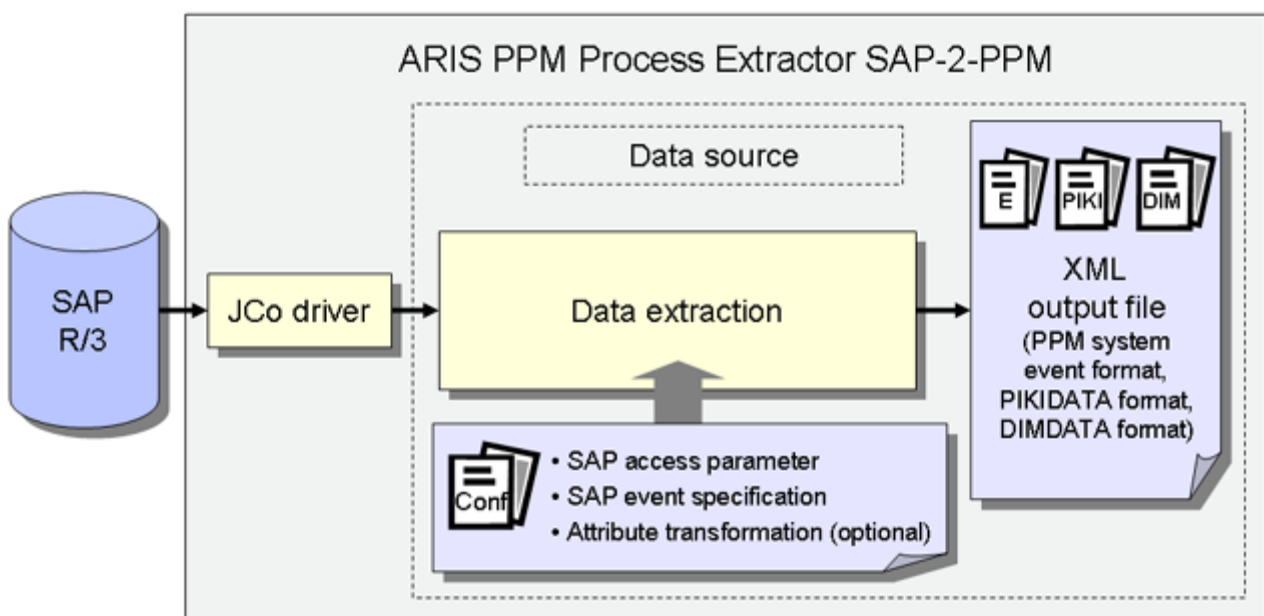 ARIS PPM Process Extractor SAP-2-PPM
Data source
SAP
R/3
JCo driver
Data extraction
E
PIKI
DIM
XML
output file
(PPM system
event format,
PIKIDATA format,
DIMDATA format)
Conf
• SAP access parameter
• SAP event specification
• Attribute transformation (optional)